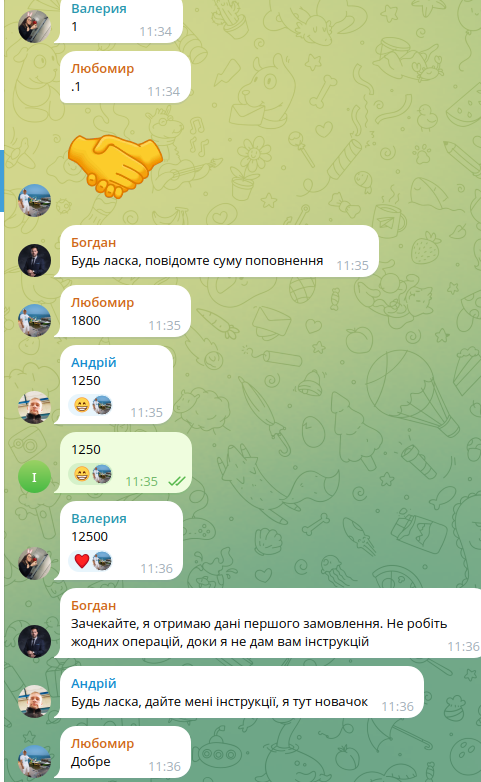 Валерия
1
11:34
Любомир
.1
11:34
Богдан
Будь ласка, повідомте суму поповнення
11:35
Любомир
1800
11:35
Андрій
1250
11:35
1250
11:35
I
Валерия
12500
11:36
Богдан
Зачекайте, я отримаю дані першого замовлення. Не робіть
жодних операцій, доки я не дам вам інструкцій
11:36
Андрій
Будь ласка, дайте мені інструкції, я тут новачок
11:36
Любомир
Добре
11:36